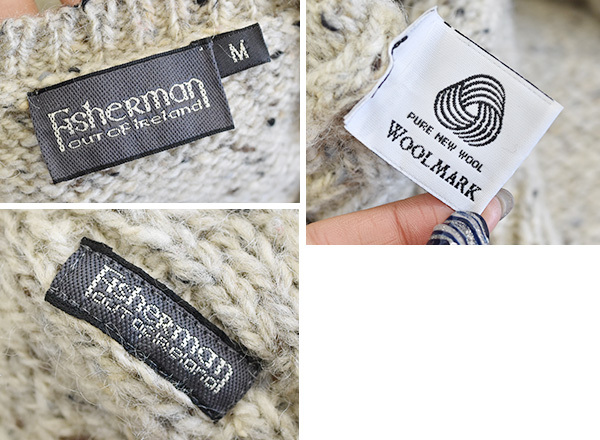 Fisherman
OUT OF IRELAND
M
PURE NEW WOOL
WOOLMARK
Fisherman
OUT OF IRELAND